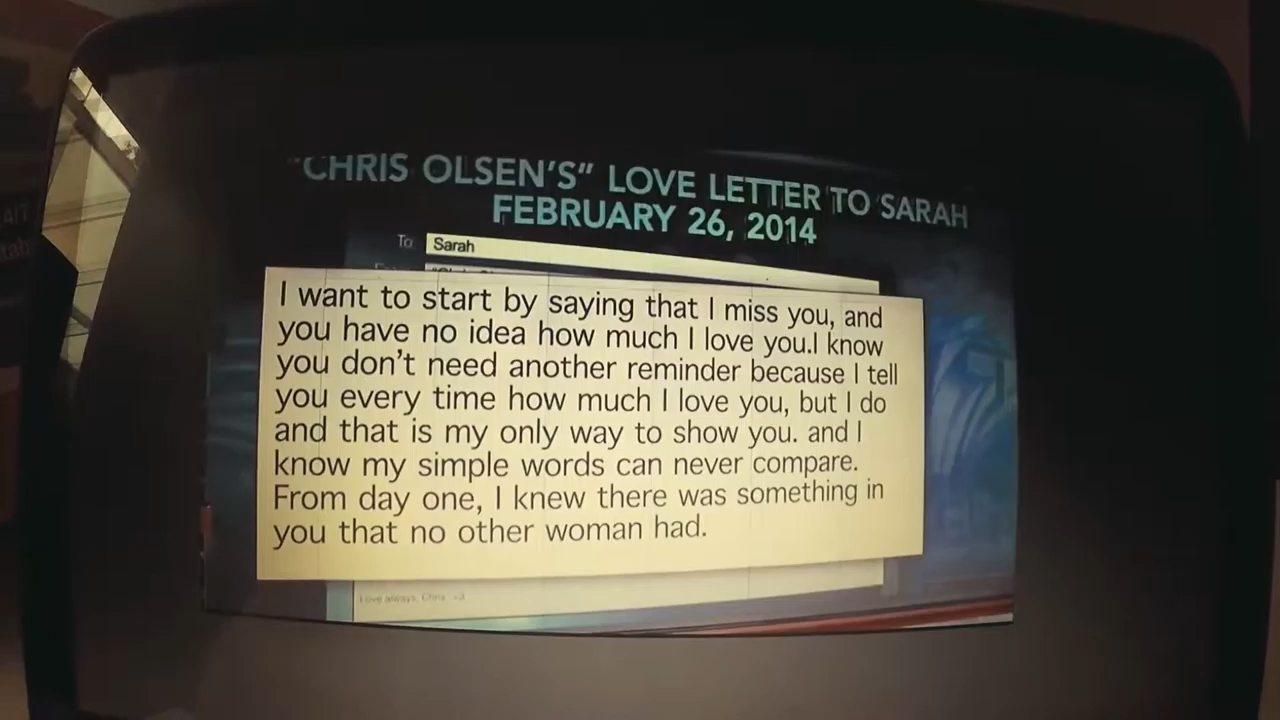 "CHRIS OLSEN'S" LOVE LETTER TO SARAH
FEBRUARY 26, 2014
To: Sarah
I want to start by saying that I miss you, and
you have no idea how much I love you.I know
you don't need another reminder because I tell
you every time how much I love you, but I do
and that is my only way to show you. and I
know my simple words can never compare.
From day one, I knew there was something in
you that no other woman had.
Love always, Chris <3